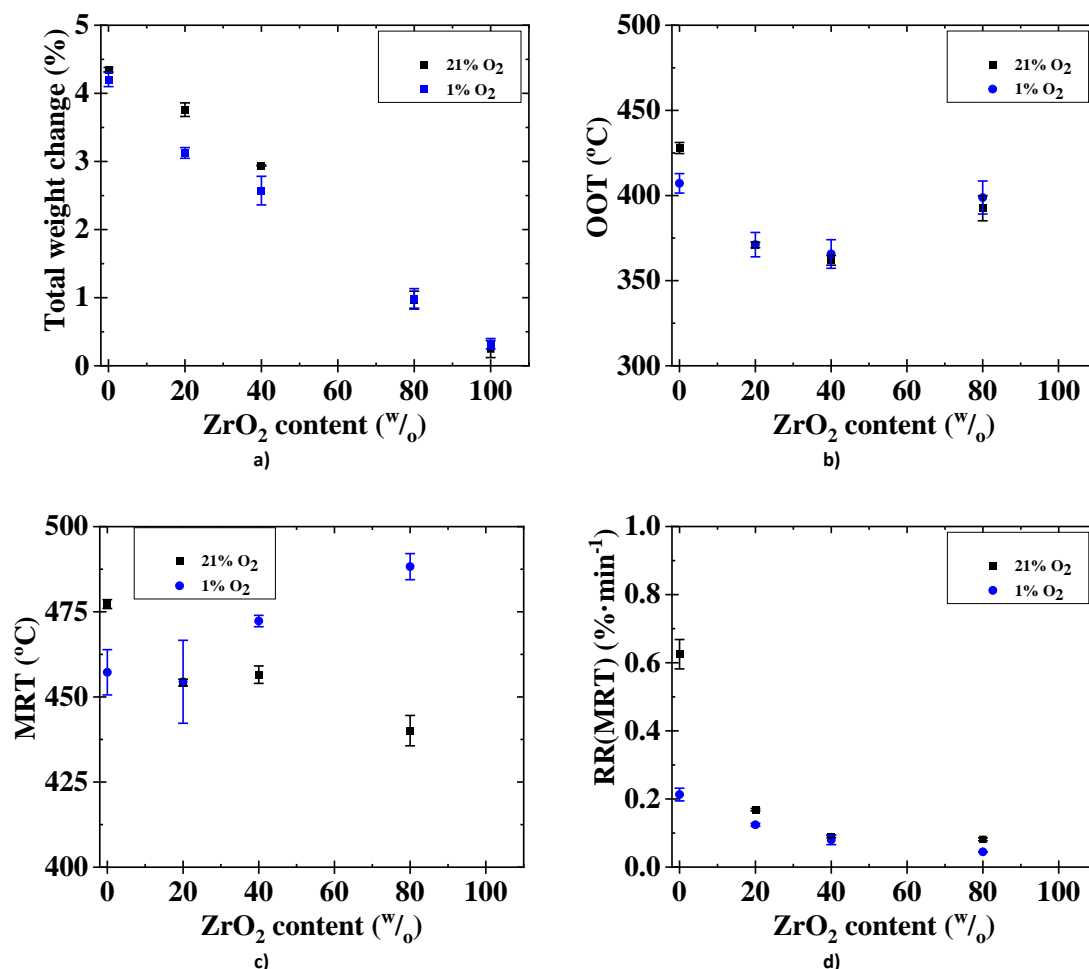 5
4
3
2
1
0
Total weight change (%)
21% O2
1% O2
0 20 40 60 80 100
ZrO2 content (w/o)
a)
500
450
400
350
300
OOT (ºC)
21% O2
1% O2
0 20 40 60 80 100
ZrO2 content (w/o)
b)
500
475
450
425
400
MRT (ºC)
21% O2
1% O2
0 20 40 60 80 100
ZrO2 content (w/o)
c)
1.0
0.8
0.6
0.4
0.2
0.0
RR(MRT) (%·min-1)
21% O2
1% O2
0 20 40 60 80 100
ZrO2 content (w/o)
d)